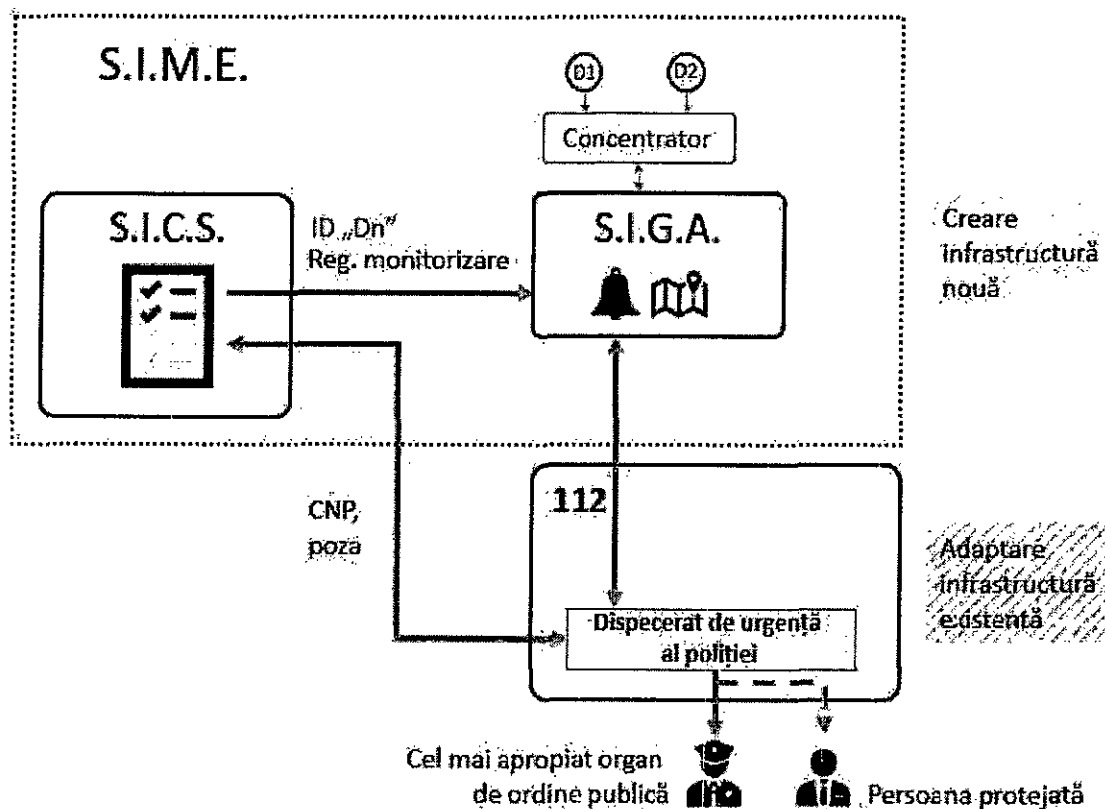 S.I.M.E.
D1
D2
Concentrator
S.I.C.S.
ID „Dn”
Reg. monitorizare
S.I.G.A.
Creare
infrastructură
nouă
CNP,
poza
112
Adaptare
infrastructură
existentă
Dispecerat de urgență
al poliției
Cel mai apropiat organ
de ordine publică
Persoana protejată